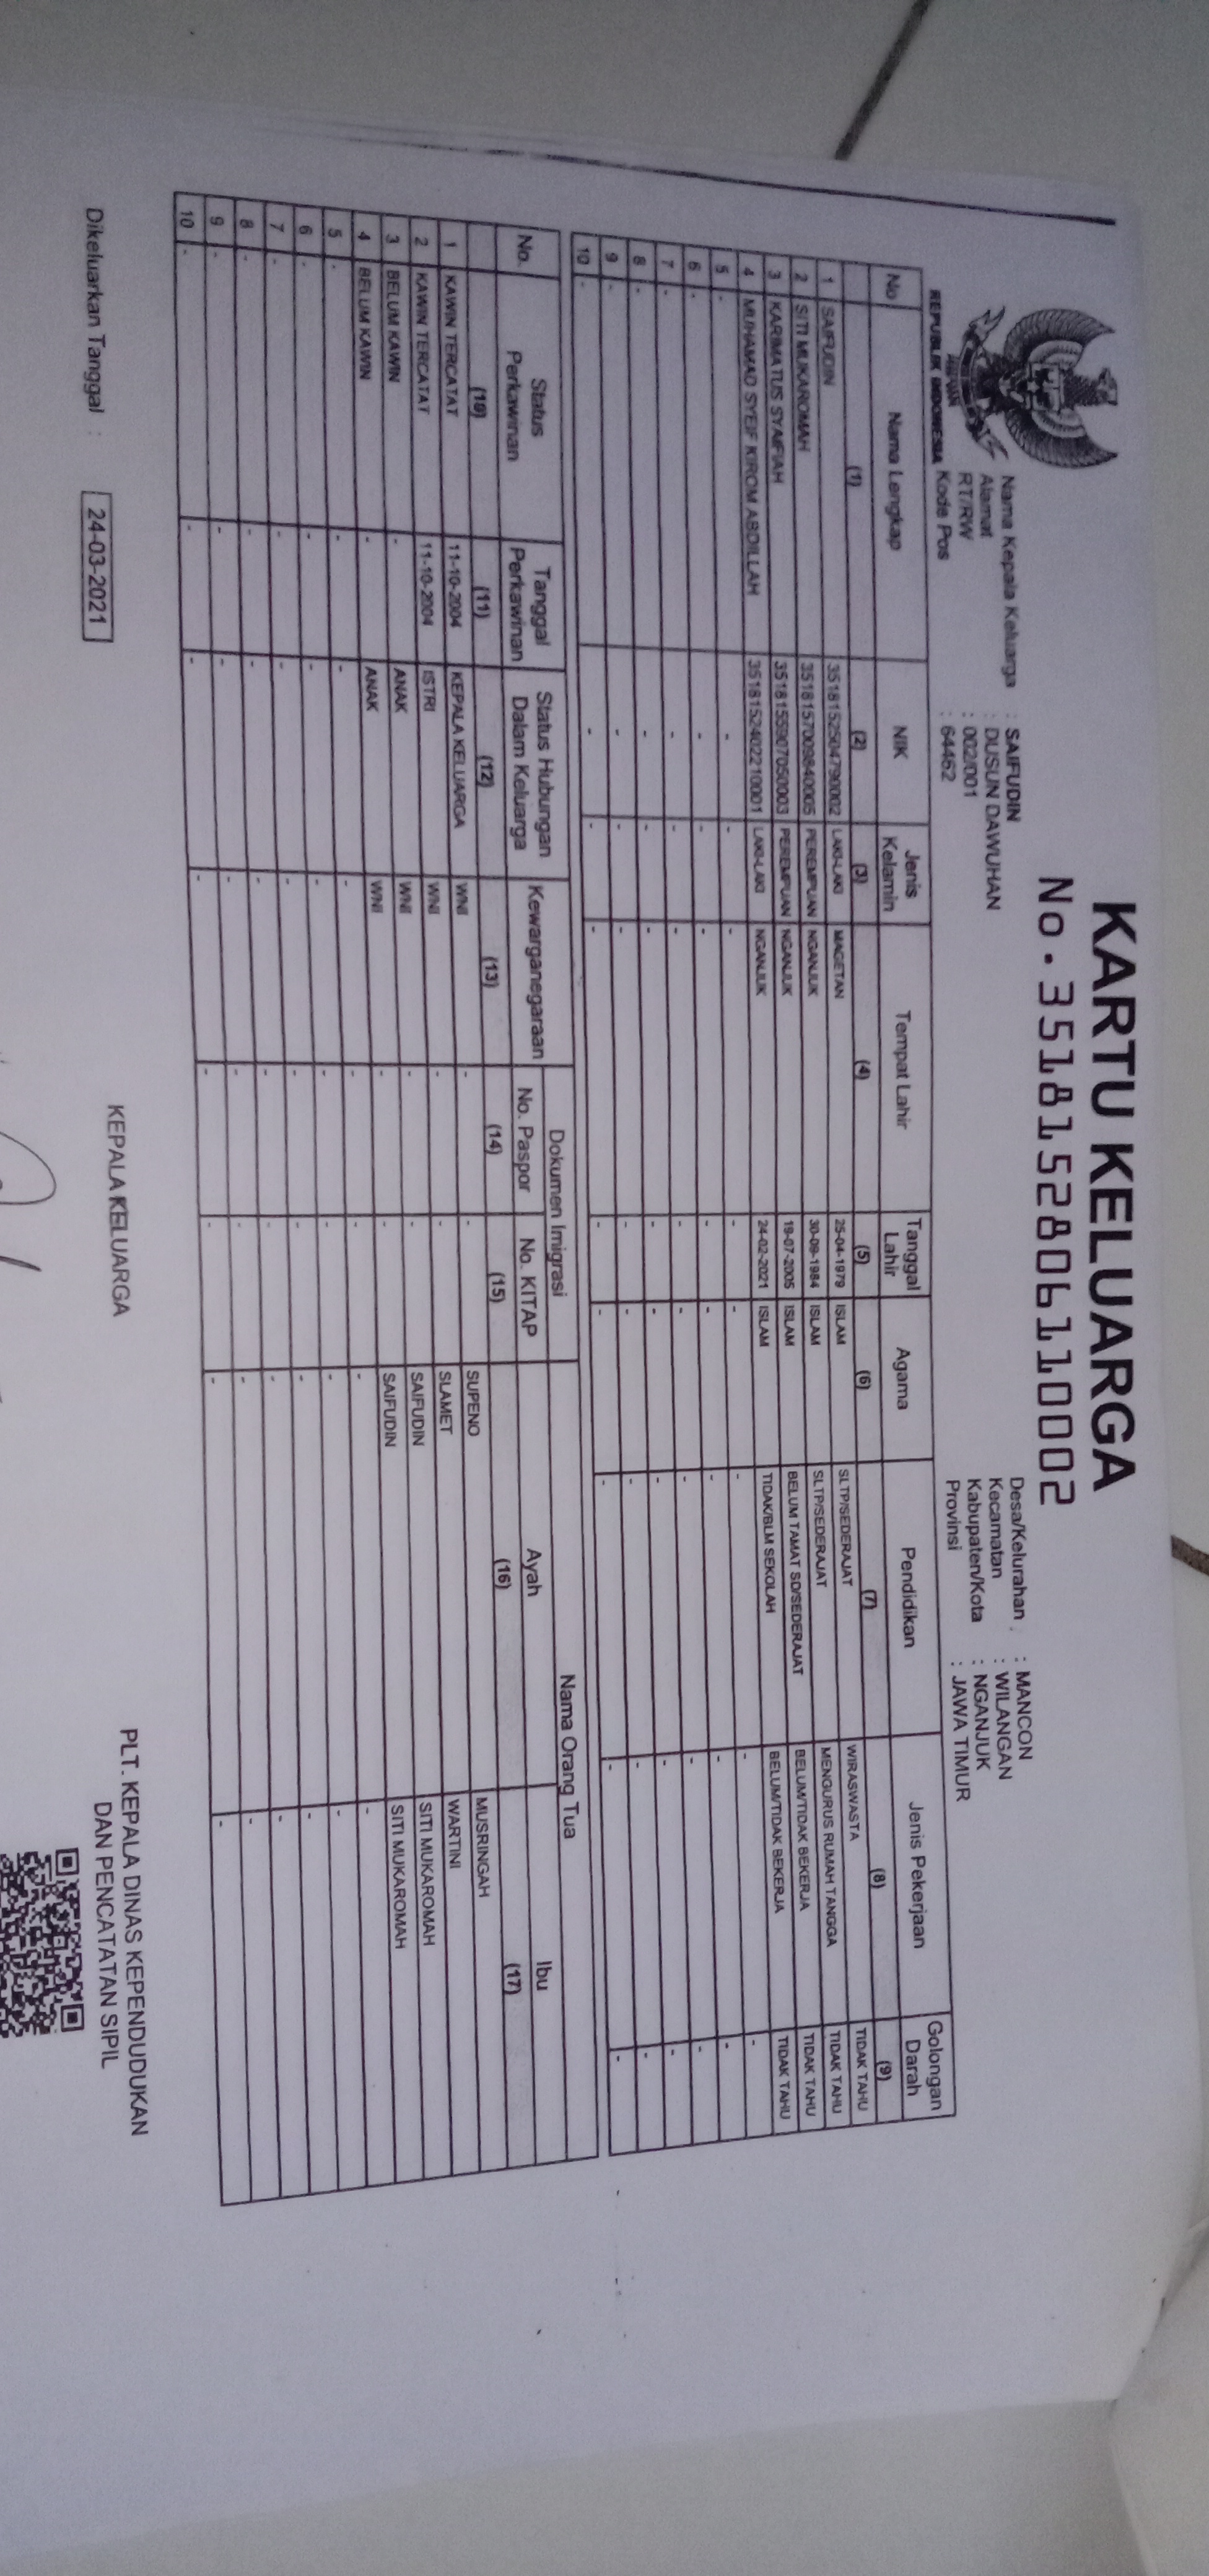 KARTU KELUARGA
No. 3518152806110002
REPUBLIK INDONESIA
Nama Kepala Keluarga : SAIFUDIN
Alamat : DUSUN DAWUHAN
RT/RW : 002/001
Kode Pos : 64462
Desa/Kelurahan : MANCON
Kecamatan : WILANGAN
Kabupaten/Kota : NGANJUK
Provinsi : JAWA TIMUR
No Nama Lengkap NIK Jenis Kelamin Tempat Lahir Tanggal Lahir Agama Pendidikan Jenis Pekerjaan Golongan Darah
(1) (2) (3) (4) (5) (6) (7) (8) (9)
1 SAIFUDIN 3518152504790002 LAKI-LAKI MAGETAN 25-04-1979 ISLAM SLTP/SEDERAJAT WIRASWASTA TIDAK TAHU
2 SITI MUKAROMAH 3518157009840005 PEREMPUAN NGANJUK 30-09-1984 ISLAM SLTP/SEDERAJAT MENGURUS RUMAH TANGGA TIDAK TAHU
3 KARIMATUS SYAIFIAH 3518155907050003 PEREMPUAN NGANJUK 19-07-2005 ISLAM BELUM TAMAT SD/SEDERAJAT BELUM/TIDAK BEKERJA TIDAK TAHU
4 MUHAMAD SYEIF KIROM ABDILLAH 3518152402210001 LAKI-LAKI NGANJUK 24-02-2021 ISLAM TIDAK/BLM SEKOLAH BELUM/TIDAK BEKERJA TIDAK TAHU
5 - - - - - - - - -
6 - - - - - - - - -
7 - - - - - - - - -
8 - - - - - - - - -
9 - - - - - - - - -
10 - - - - - - - - -
No. Status Perkawinan Tanggal Perkawinan Status Hubungan Dalam Keluarga Kewarganegaraan Dokumen Imigrasi Nama Orang Tua
No. Paspor No. KITAP Ayah Ibu
(10) (11) (12) (13) (14) (15) (16) (17)
1 KAWIN TERCATAT 11-10-2004 KEPALA KELUARGA WNI - - SUPENO MUSRINGAH
2 KAWIN TERCATAT 11-10-2004 ISTRI WNI - - SLAMET WARTINI
3 BELUM KAWIN - ANAK WNI - - SAIFUDIN SITI MUKAROMAH
4 BELUM KAWIN - ANAK WNI - - SAIFUDIN SITI MUKAROMAH
5 - - - - - - - -
6 - - - - - - - -
7 - - - - - - - -
8 - - - - - - - -
9 - - - - - - - -
10 - - - - - - - -
Dikeluarkan Tanggal : 24-03-2021
KEPALA KELUARGA
PLT. KEPALA DINAS KEPENDUDUKAN
DAN PENCATATAN SIPIL